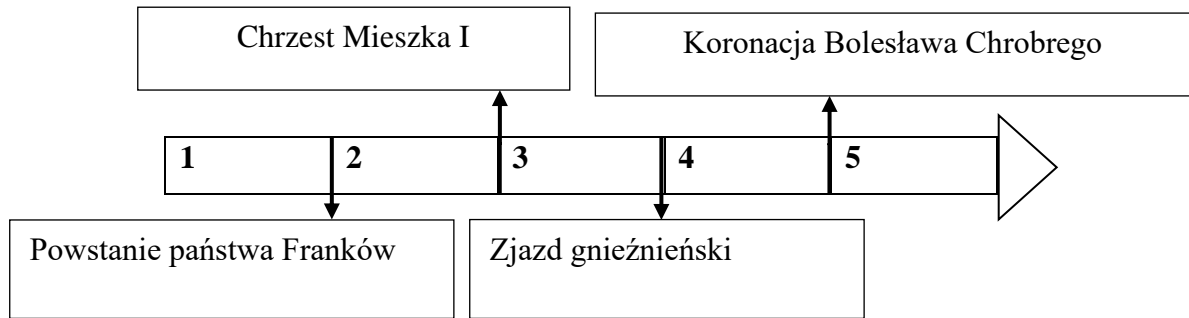 Chrzest Mieszka I
Koronacja Bolesława Chrobrego
1 2 3 4 5
Powstanie państwa Franków
Zjazd gnieźnieński